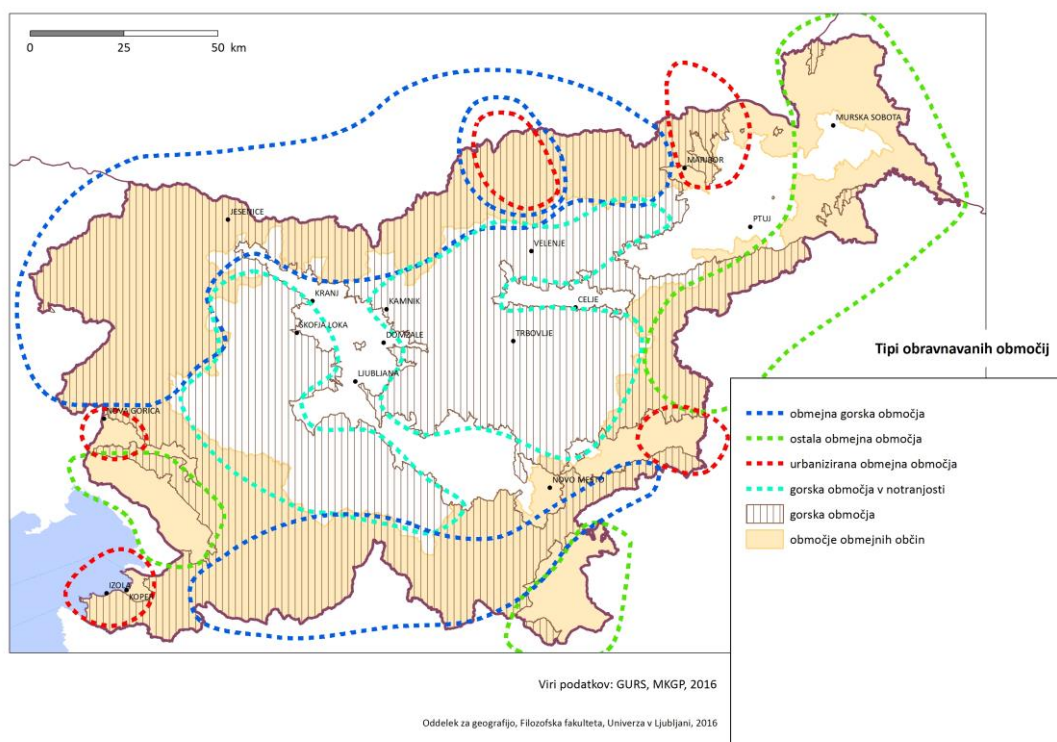 0 25 50 km
MURSKA SOBOTA
MARIBOR
JESENICE
PTUJ
VELENJE
KRANJ
KAMNIK
CELJE
ŠKOFJA LOKA
DOMŽALE
TRBOVLJE
LJUBLJANA
NOVA GORICA
NOVO MESTO
IZOLA
KOPER
Tipi obravnavanih območij
obmejna gorska območja
ostala obmejna območja
urbanizirana obmejna območja
gorska območja v notranjosti
gorska območja
območje obmejnih občin
Viri podatkov: GURS, MKGP, 2016
Oddelek za geografijo, Filozofska fakulteta, Univerza v Ljubljani, 2016